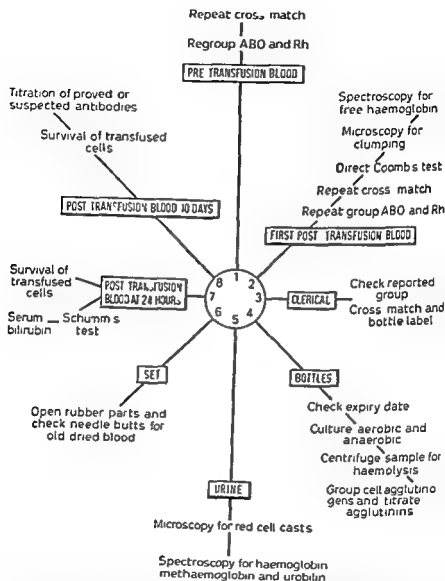 Repeat cross match
Regroup ABO and Rh
PRE TRANSFUSION BLOOD
Titration of proved or
suspected antibodies
Survival of transfused
cells
POST TRANSFUSION BLOOD 10 DAYS
Spectroscopy for
free haemoglobin
Microscopy for
clumping
Direct Coombs test
Repeat cross match
Repeat group ABO and Rh
FIRST POST TRANSFUSION BLOOD
8 1 2
7 3
6 5 4
Survival of
transfused
cells
POST TRANSFUSION
BLOOD AT 24 HOURS
Serum
bilirubin
Schumm's
test
CLERICAL
Check reported
group
Cross match and
bottle label
SET
Open rubber parts and
check needle butts for
old dried blood
BOTTLES
Check expiry date
Culture aerobic and
anaerobic
Centrifuge sample for
haemolysis
Group cell agglutino
gens and titrate
agglutinins
URINE
Microscopy for red cell casts
Spectroscopy for haemoglobin
methaemoglobin and urobilin